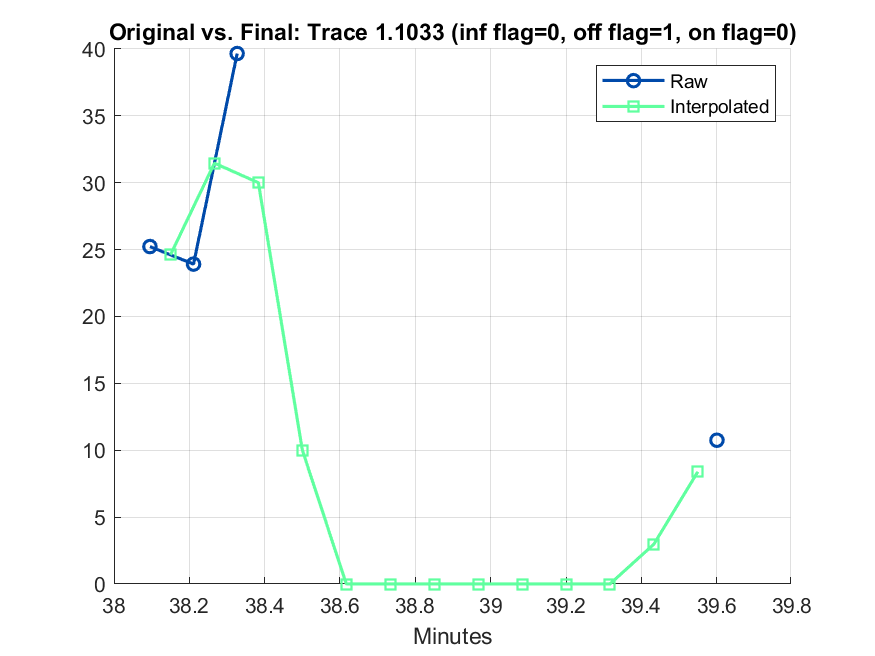 Original vs. Final: Trace 1.1033 (inf flag=0, off flag=1, on flag=0)
40
35
30
25
20
15
10
5
0
Raw
Interpolated
38 38.2 38.4 38.6 38.8 39 39.2 39.4 39.6 39.8
Minutes